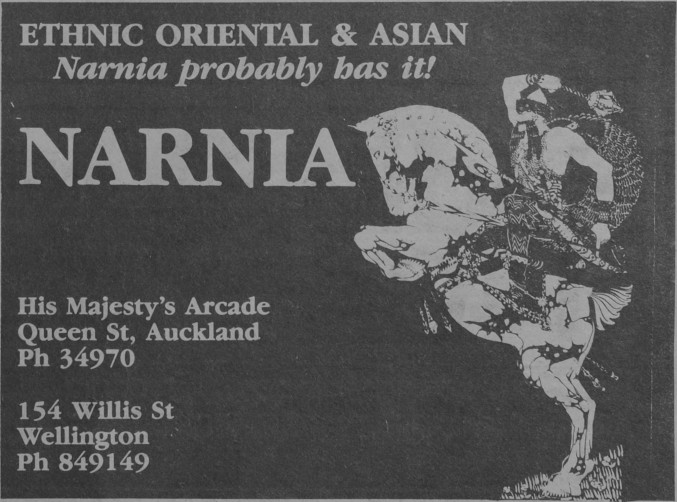 ETHNIC ORIENTAL & ASIAN
Narnia probably has it!
NARNIA
His Majesty's Arcade
Queen St, Auckland
Ph 34970
154 Willis St
Wellington
Ph 849149